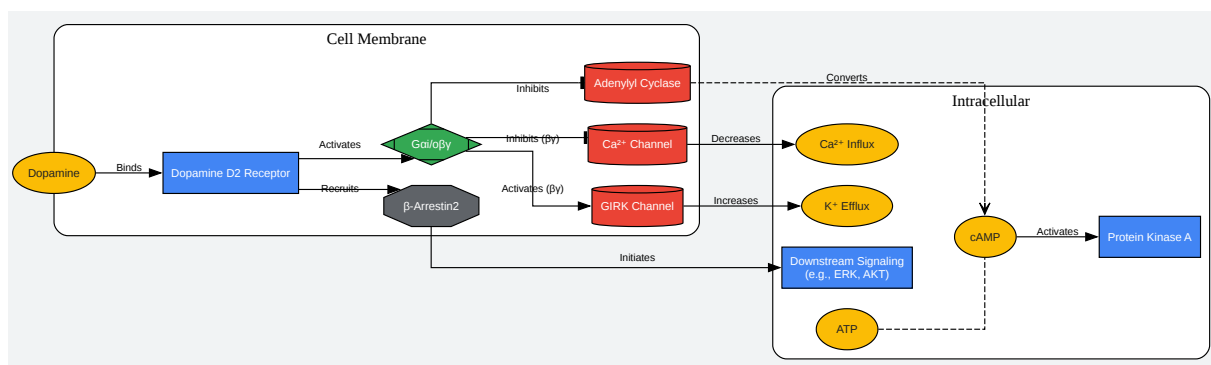 Cell Membrane
Adenylyl Cyclase
Converts
Inhibits
Intracellular
Gαi/oβγ
Inhibits (βγ)
Ca²⁺ Channel
Decreases
Ca²⁺ Influx
Activates
Dopamine
Binds
Dopamine D2 Receptor
Recruits
Activates (βγ)
β-Arrestin2
GIRK Channel
Increases
K⁺ Efflux
cAMP
Activates
Protein Kinase A
Initiates
Downstream Signaling
(e.g., ERK, AKT)
ATP